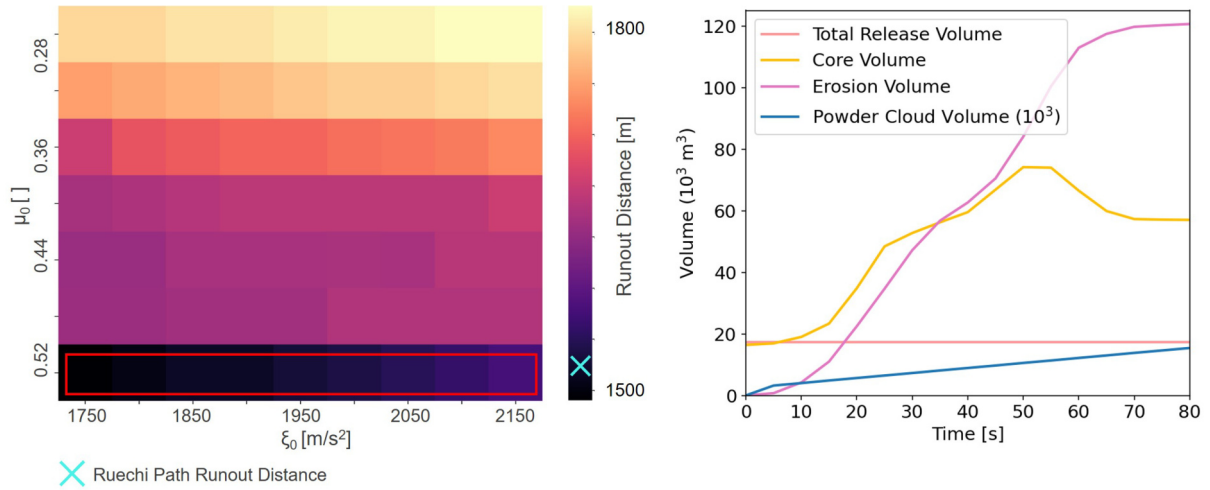 0.28
0.36
0.44
0.52
μ₀ [ ]
1750
1850
1950
2050
2150
ξ₀ [m/s²]
1800
1500
Runout Distance [m]
Ruechi Path Runout Distance
Total Release Volume
Core Volume
Erosion Volume
Powder Cloud Volume (10³)
Volume (10³ m³)
120
100
80
60
40
20
0
0
10
20
30
40
50
60
70
80
Time [s]